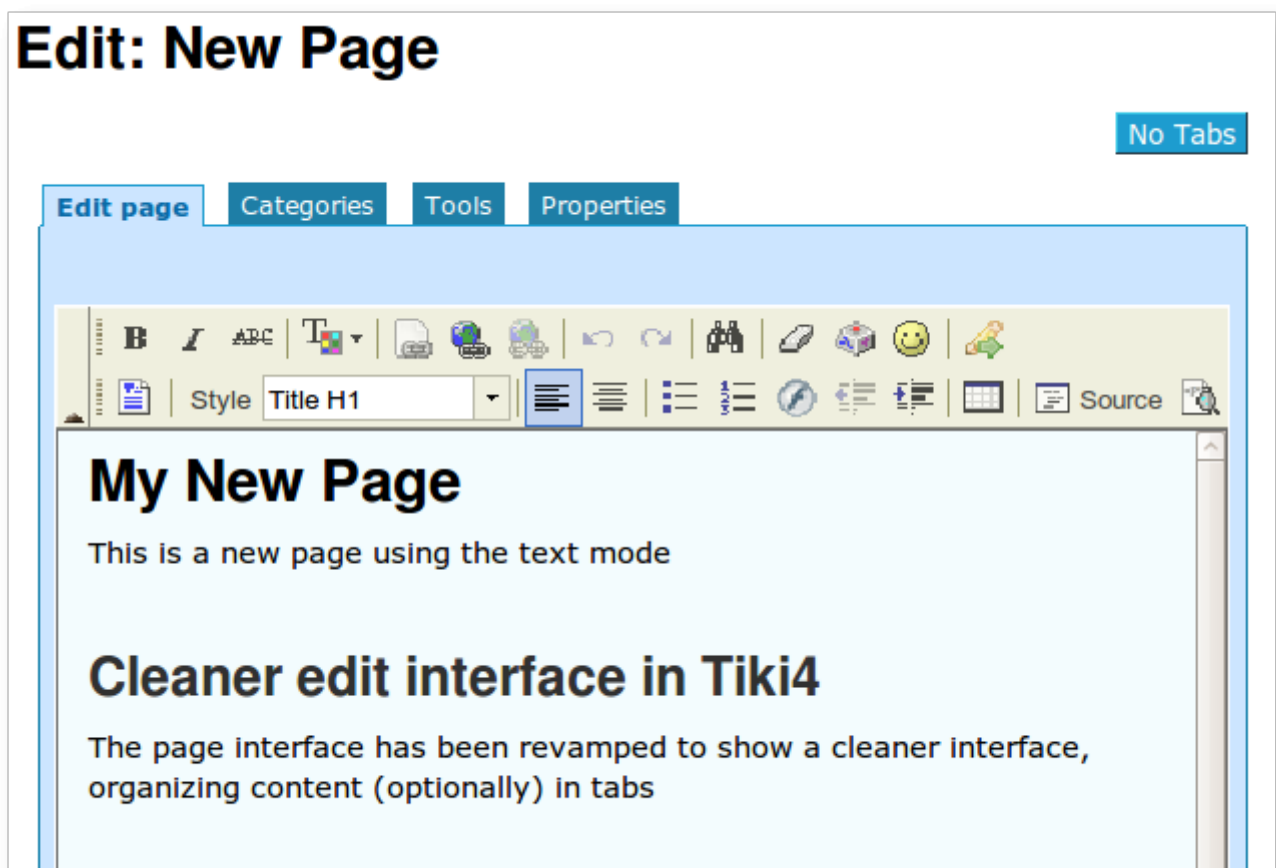 Edit: New Page
No Tabs
Edit page Categories Tools Properties
B I ABC T
Style Title H1 Source
My New Page
This is a new page using the text mode
Cleaner edit interface in Tiki4
The page interface has been revamped to show a cleaner interface,
organizing content (optionally) in tabs